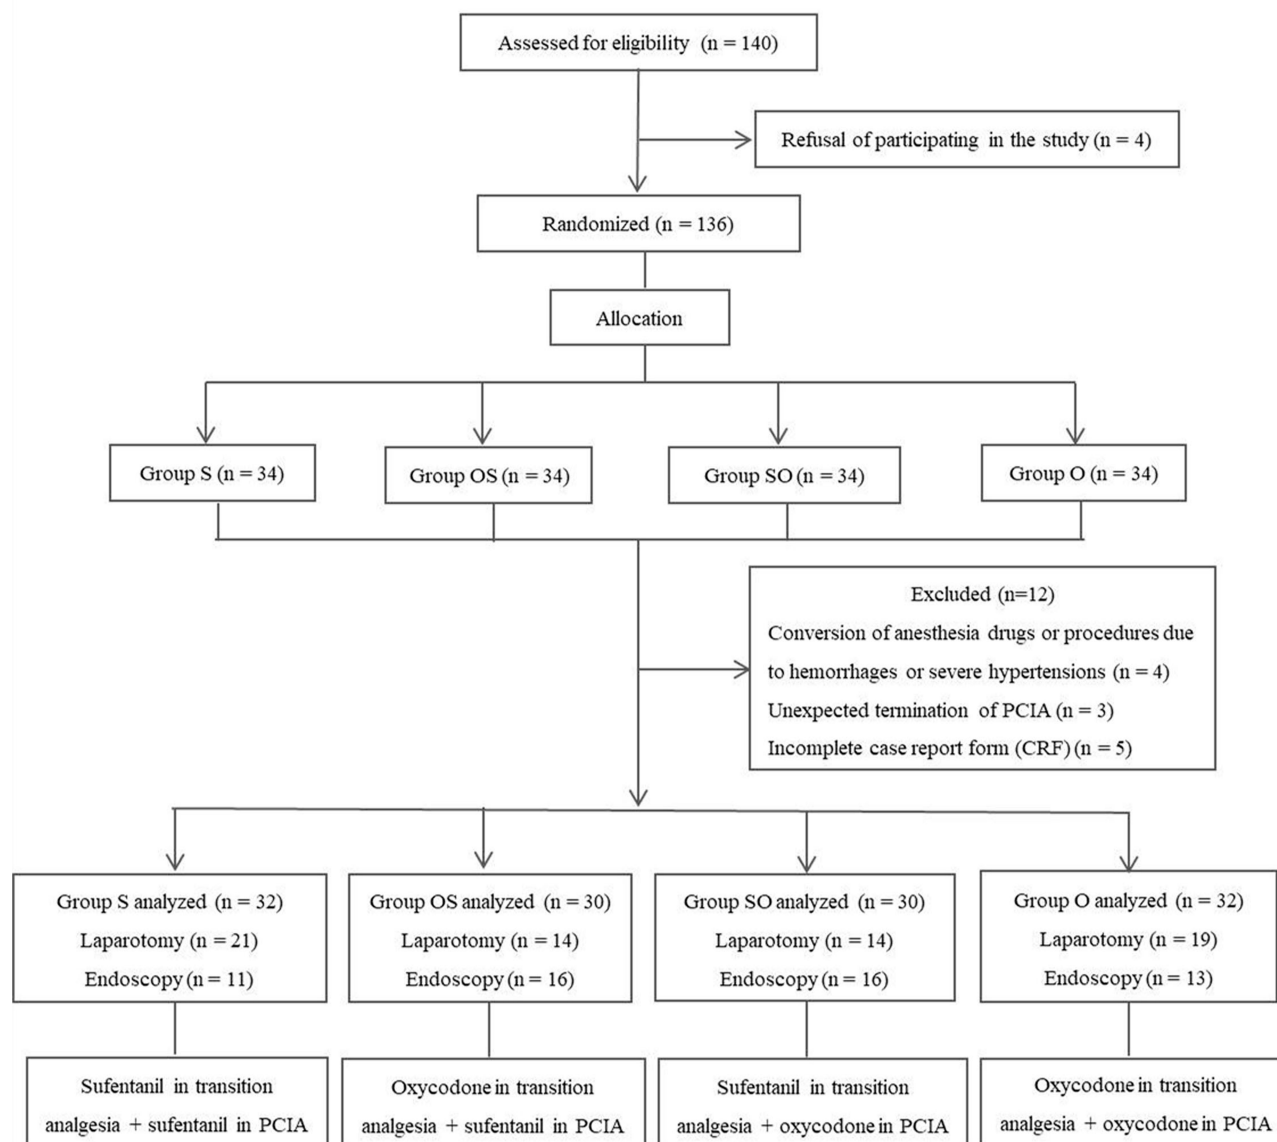 Assessed for eligibility (n = 140)
Refusal of participating in the study (n = 4)
Randomized (n = 136)
Allocation
Group S (n = 34)
Group OS (n = 34)
Group SO (n = 34)
Group O (n = 34)
Excluded (n=12)
Conversion of anesthesia drugs or procedures due
to hemorrhages or severe hypertensions (n = 4)
Unexpected termination of PCIA (n = 3)
Incomplete case report form (CRF) (n = 5)
Group S analyzed (n = 32)
Laparotomy (n = 21)
Endoscopy (n = 11)
Group OS analyzed (n = 30)
Laparotomy (n = 14)
Endoscopy (n = 16)
Group SO analyzed (n = 30)
Laparotomy (n = 14)
Endoscopy (n = 16)
Group O analyzed (n = 32)
Laparotomy (n = 19)
Endoscopy (n = 13)
Sufentanil in transition
analgesia + sufentanil in PCIA
Oxycodone in transition
analgesia + sufentanil in PCIA
Sufentanil in transition
analgesia + oxycodone in PCIA
Oxycodone in transition
analgesia + oxycodone in PCIA